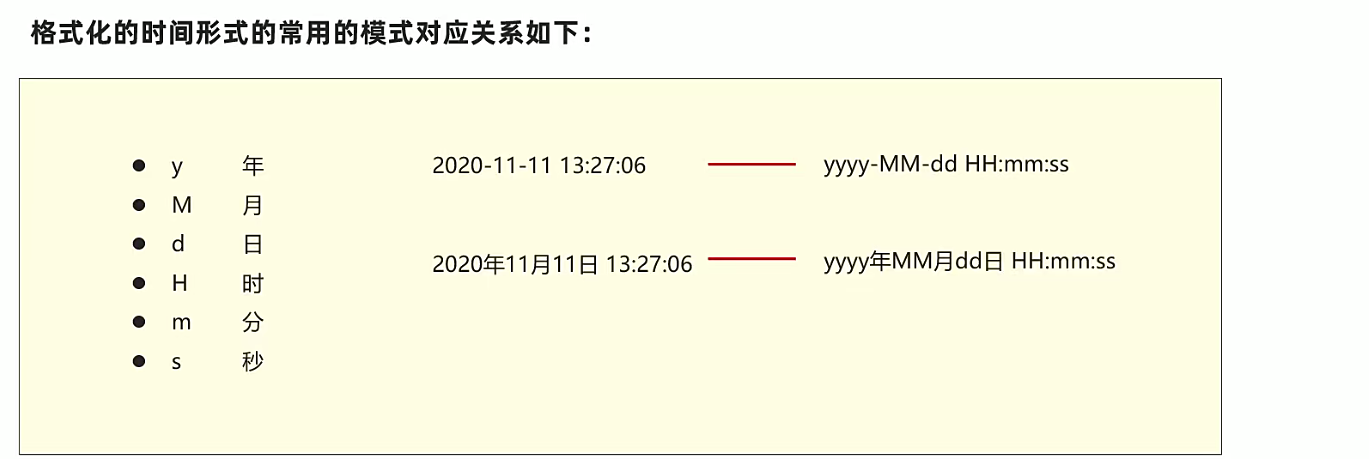 格式化的时间形式的常用的模式对应关系如下：
y 年
M 月
d 日
H 时
m 分
s 秒
2020-11-11 13:27:06 yyyy-MM-dd HH:mm:ss
2020年11月11日 13:27:06 yyyy年MM月dd日 HH:mm:ss